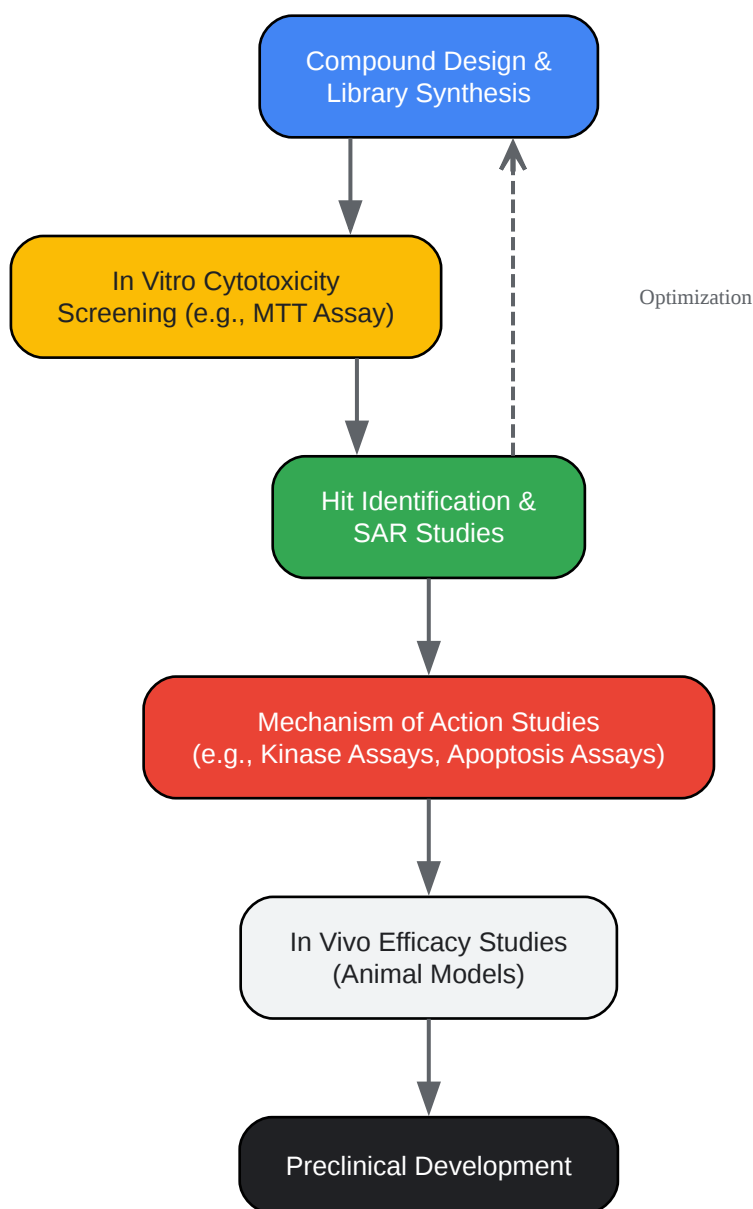 Compound Design &
Library Synthesis
In Vitro Cytotoxicity
Screening (e.g., MTT Assay)
Optimization
Hit Identification &
SAR Studies
Mechanism of Action Studies
(e.g., Kinase Assays, Apoptosis Assays)
In Vivo Efficacy Studies
(Animal Models)
Preclinical Development